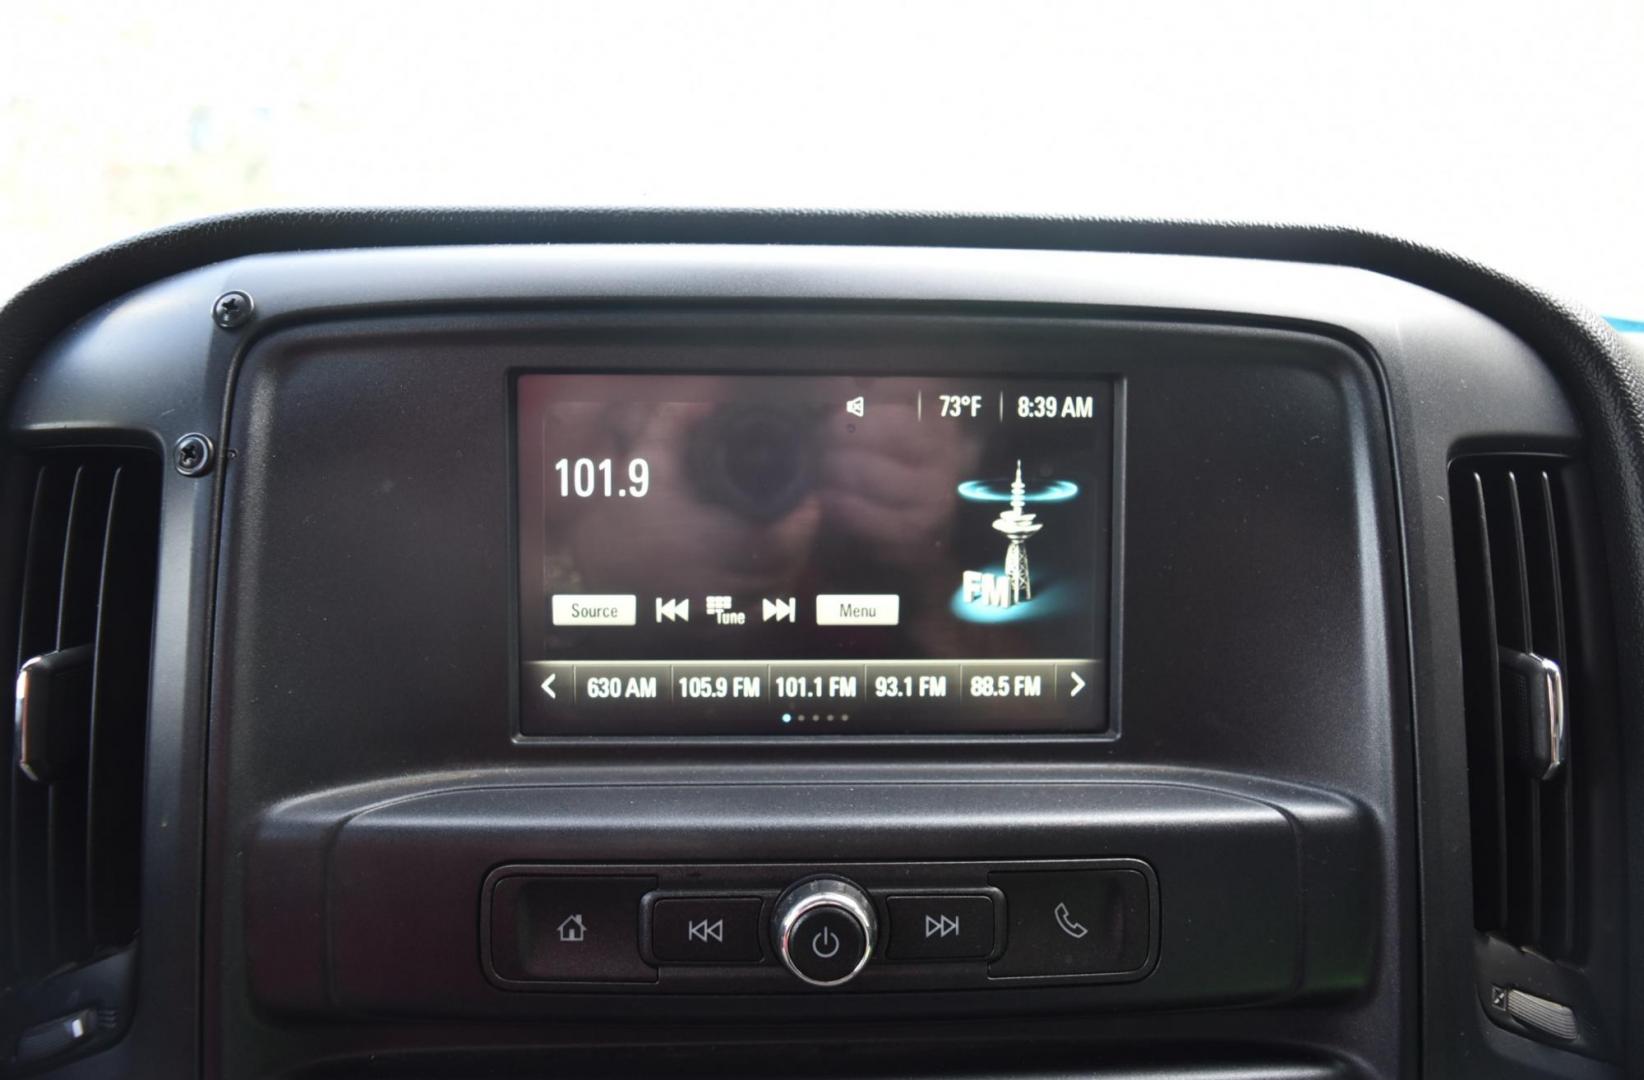 73°F 8:39 AM
101.9
FM
Source Tune Menu
630 AM 105.9 FM 101.1 FM 93.1 FM 88.5 FM